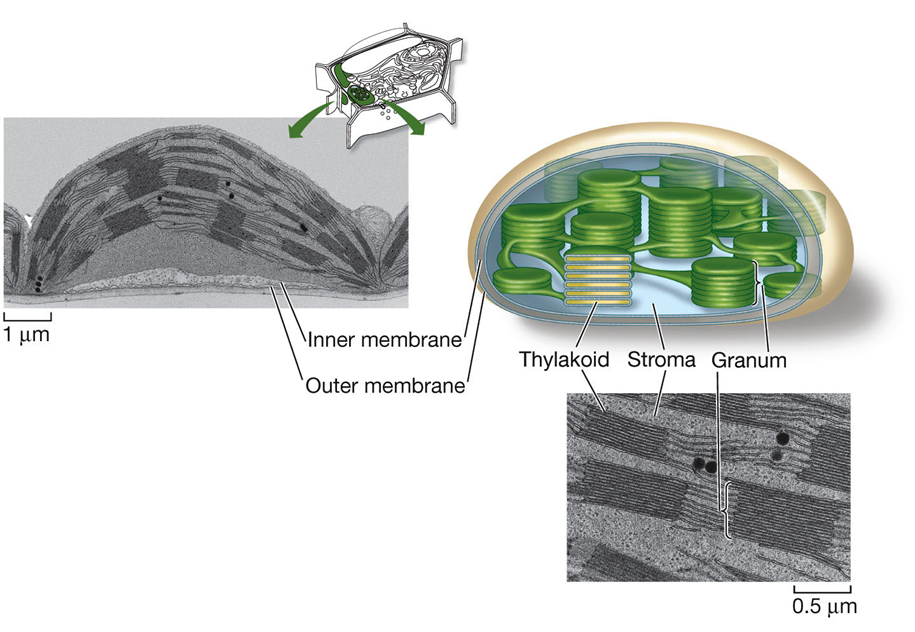 1 μm
Inner membrane
Outer membrane
Thylakoid Stroma Granum
0.5 μm